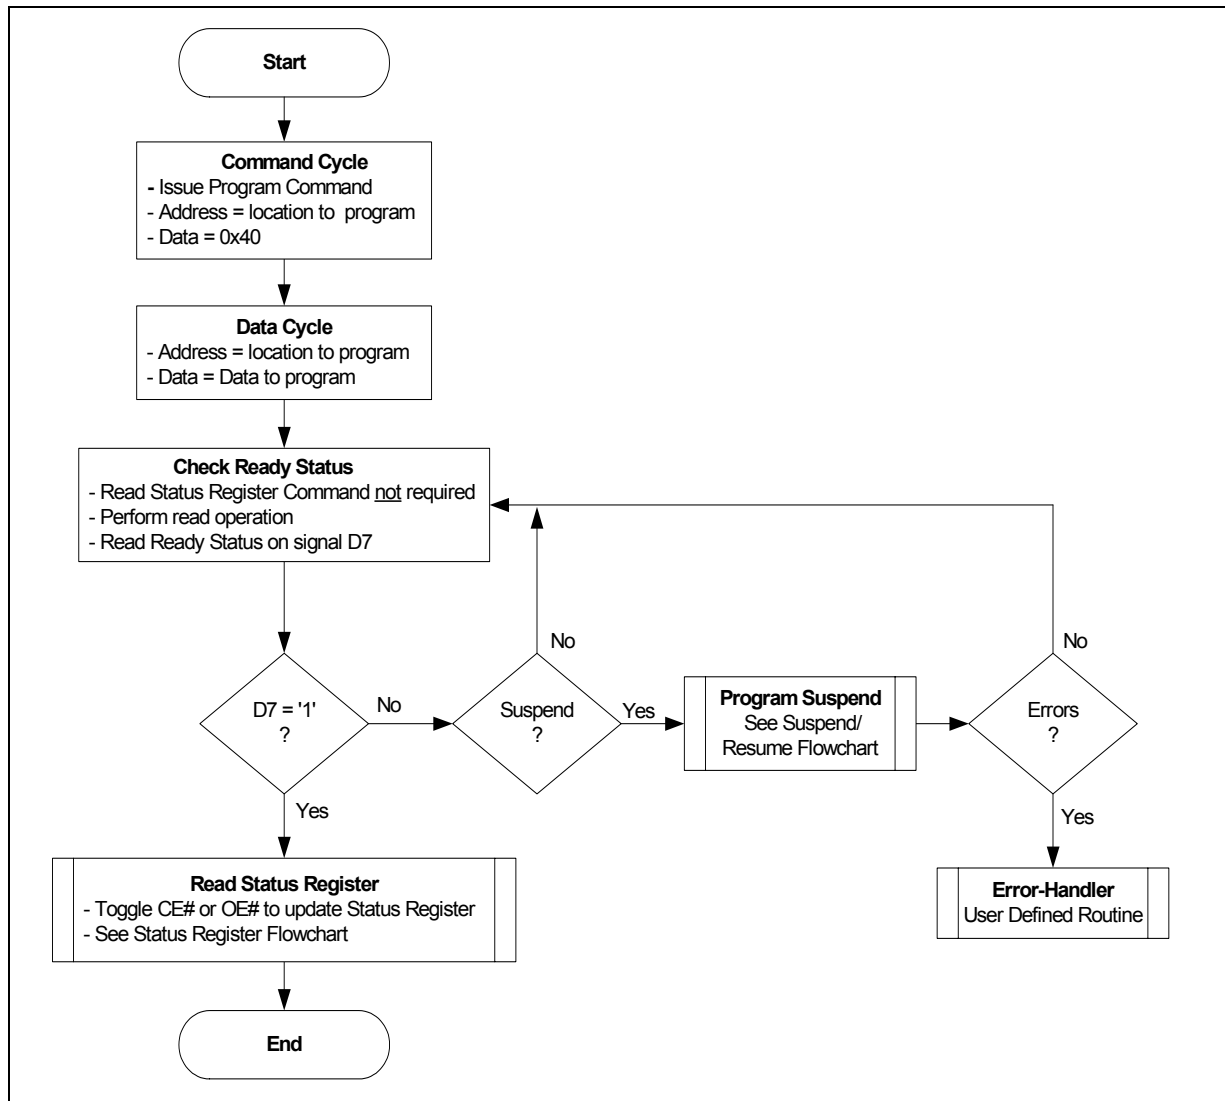 Start
Command Cycle
- Issue Program Command
- Address = location to program
- Data = 0x40
Data Cycle
- Address = location to program
- Data = Data to program
Check Ready Status
- Read Status Register Command not required
- Perform read operation
- Read Ready Status on signal D7
D7 = '1'
?
No
Yes
Suspend
?
No
Yes
Program Suspend
See Suspend/
Resume Flowchart
Errors
?
No
Yes
Error-Handler
User Defined Routine
Read Status Register
- Toggle CE# or OE# to update Status Register
- See Status Register Flowchart
End